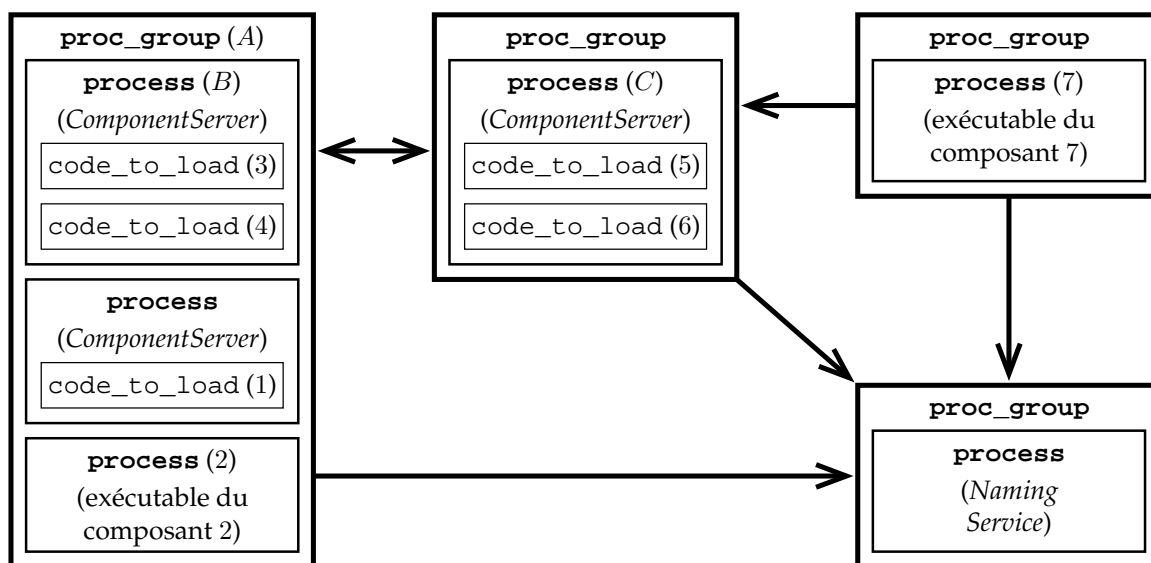 proc_group (A)
process (B)
(ComponentServer)
code_to_load (3)
code_to_load (4)
process
(ComponentServer)
code_to_load (1)
process (2)
(exécutable du
composant 2)
proc_group
process (C)
(ComponentServer)
code_to_load (5)
code_to_load (6)
proc_group
process (7)
(exécutable du
composant 7)
proc_group
process
(Naming
Service)